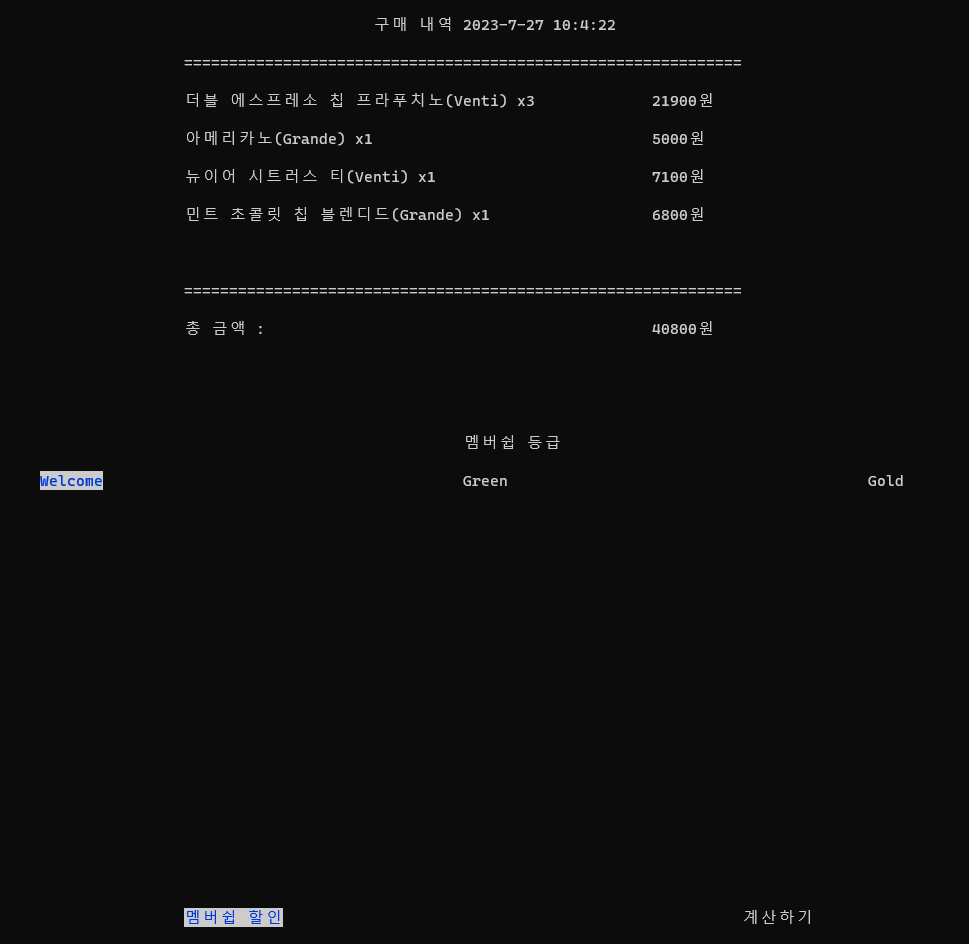 구매 내역 2023-7-27 10:4:22
==============================================================
더블 에스프레소 칩 프라푸치노(Venti) x3 21900원
아메리카노(Grande) x1 5000원
뉴이어 시트러스 티(Venti) x1 7100원
민트 초콜릿 칩 블렌디드(Grande) x1 6800원
==============================================================
총 금액 : 40800원
멤버쉽 등급
Welcome Green Gold
멤버쉽 할인 계산하기